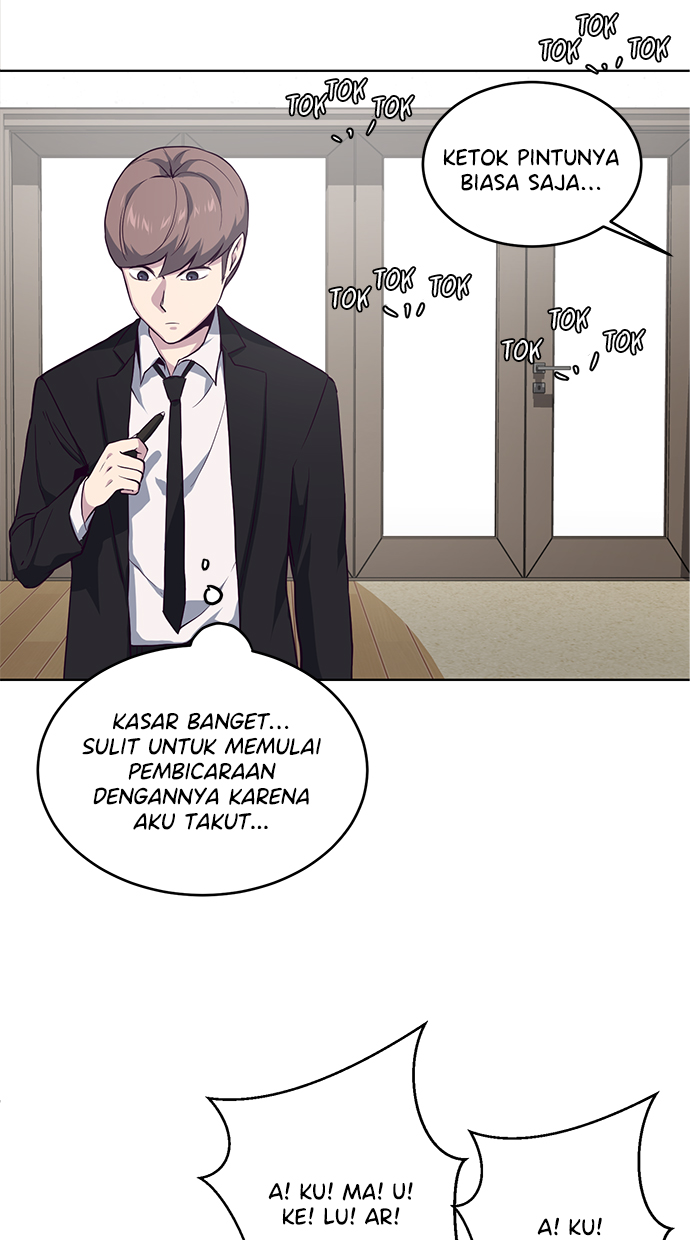 TOK
TOK TOK
TOK
TOK TOK
KETOK PINTUNYA
BIASA SAJA...
TOK
TOK TOK
TOK
TOK TOK
KASAR BANGET...
SULIT UNTUK MEMULAI
PEMBICARAAN
DENGANNYA KARENA
AKU TAKUT...
A! KU! MA! U!
KE! LU! AR!
A! KU!